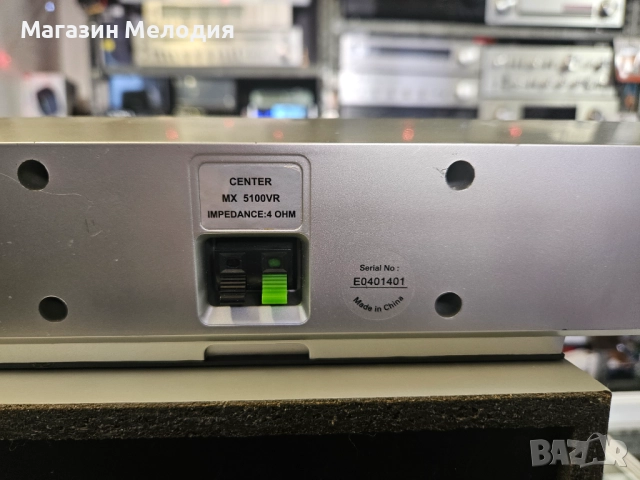 Магазин Мелодия
CENTER
MX 5100VR
IMPEDANCE:4 OHM
Serial No :
E0401401
Made in China
BAZAR